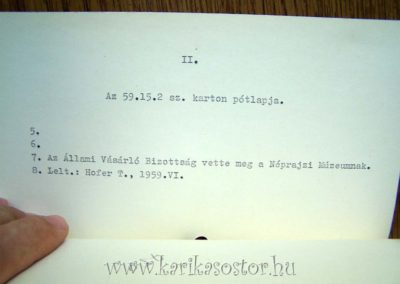 II.
Az 59.15.2 sz. karton pótlapja.
5.
6.
7. Az Állami Vásárló Bizottság vette meg a Néprajzi Múzeumnak.
8. Lelt.: Hofer T., 1959.VI.
www.karikasostor.hu